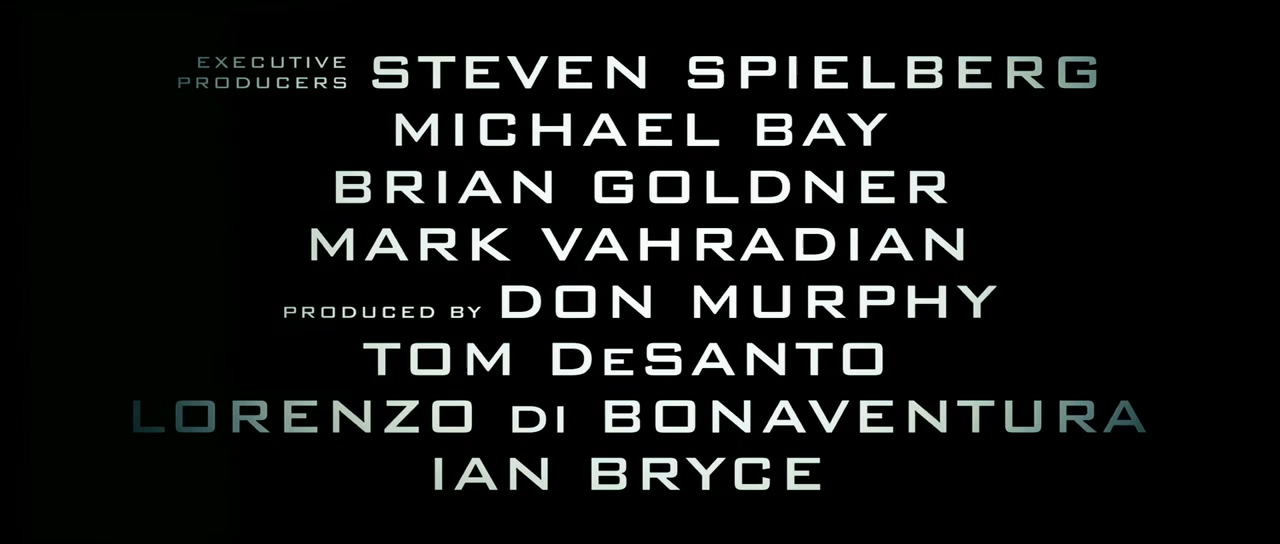 EXECUTIVE PRODUCERS STEVEN SPIELBERG
MICHAEL BAY
BRIAN GOLDNER
MARK VAHRADIAN
PRODUCED BY DON MURPHY
TOM DeSANTO
LORENZO DI BONAVENTURA
IAN BRYCE